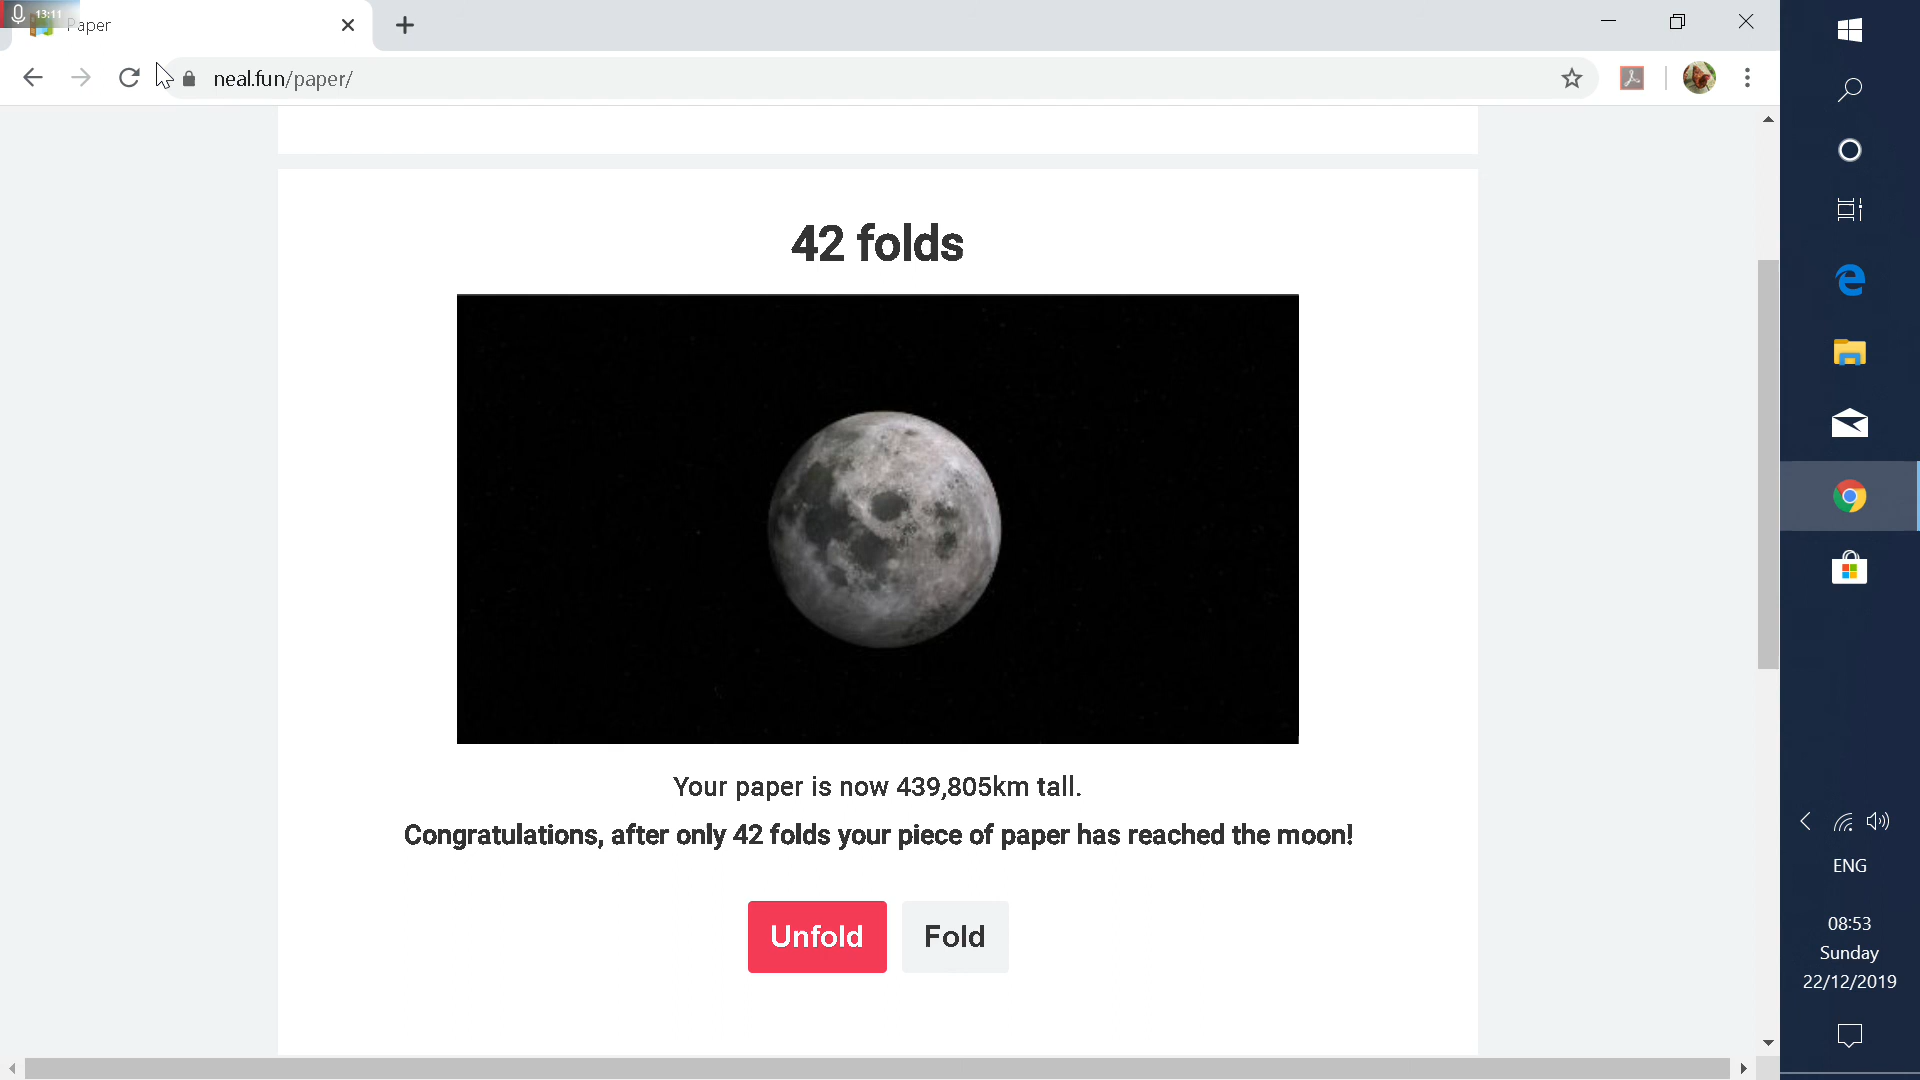 13:11
Paper
neal.fun/paper/
42 folds
Your paper is now 439,805km tall.
Congratulations, after only 42 folds your piece of paper has reached the moon!
Unfold
Fold
ENG
08:53
Sunday
22/12/2019